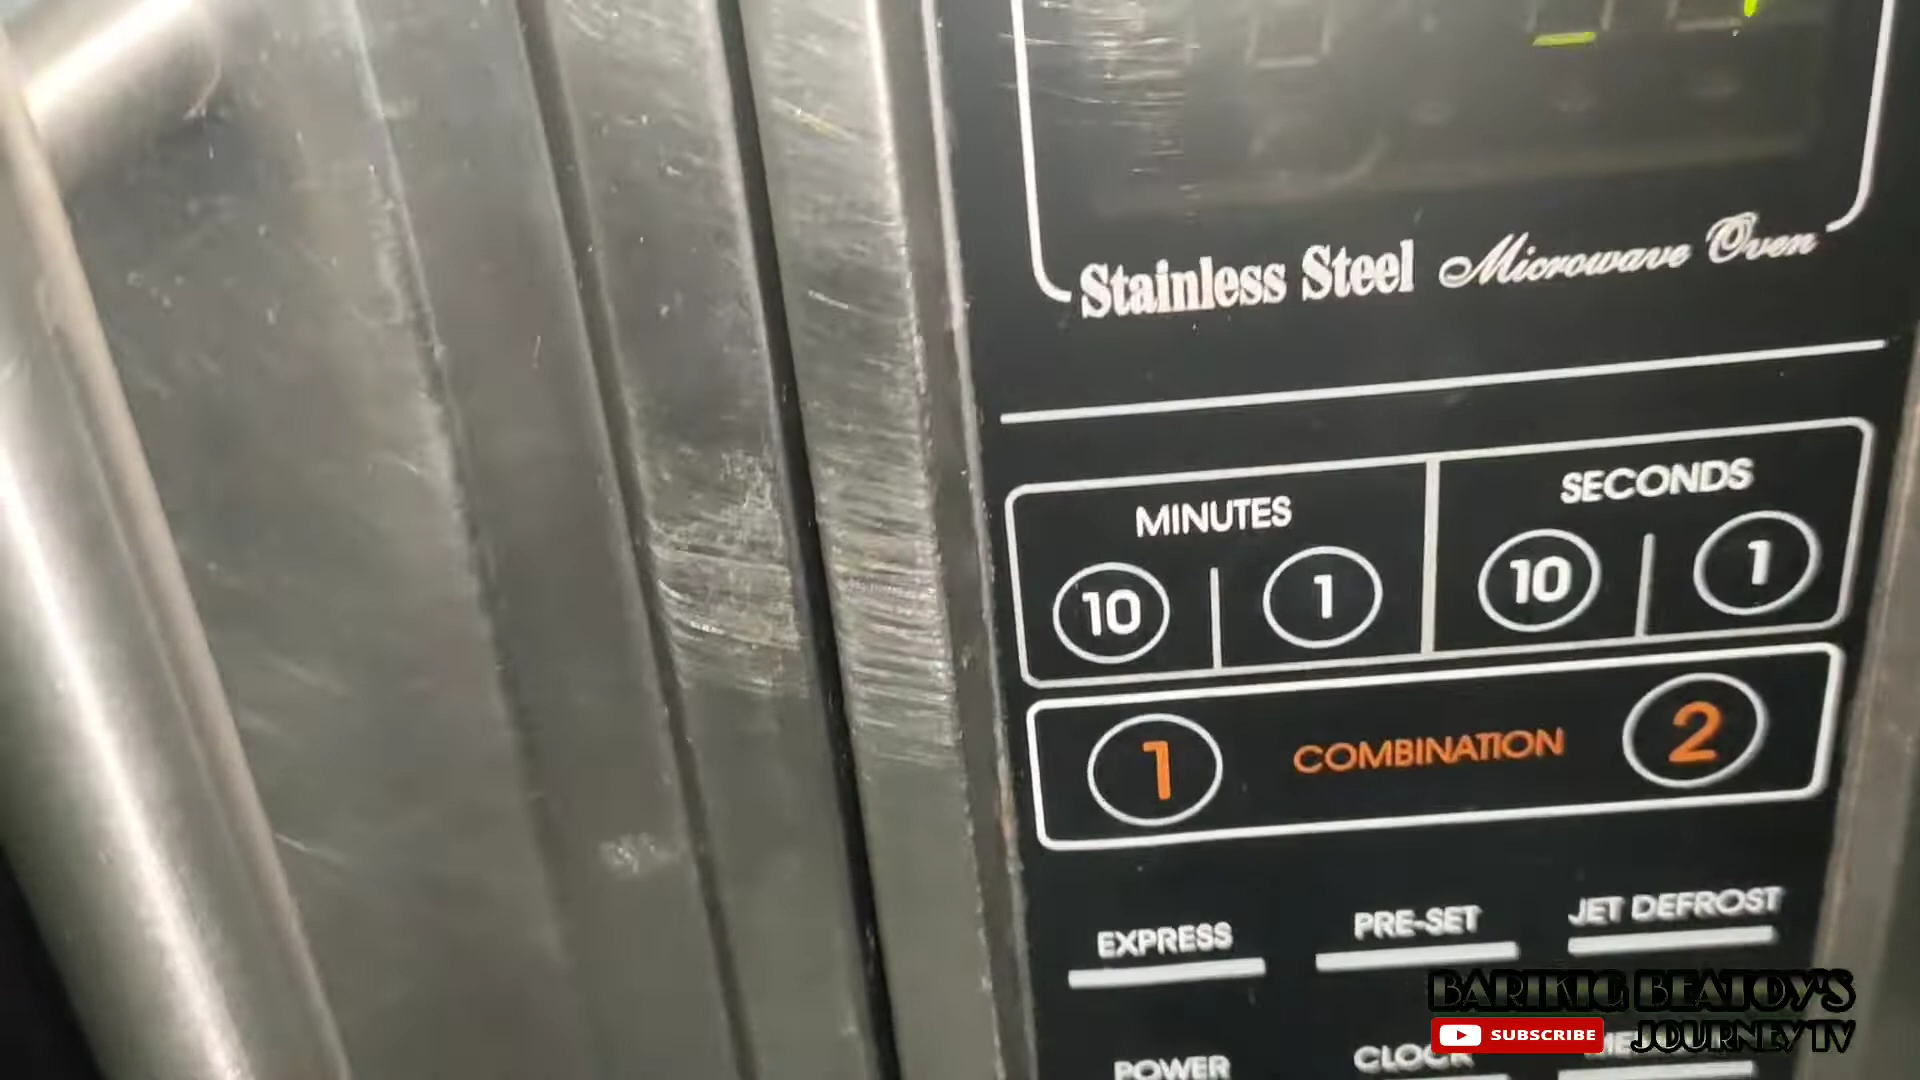 Stainless Steel Microwave Oven
MINUTES
SECONDS
10 1 10 1
1 COMBINATION 2
EXPRESS PRE-SET JET DEFROST
POWER CLOCK
BARIKIG BEATOY'S
SUBSCRIBE JOURNEY TV